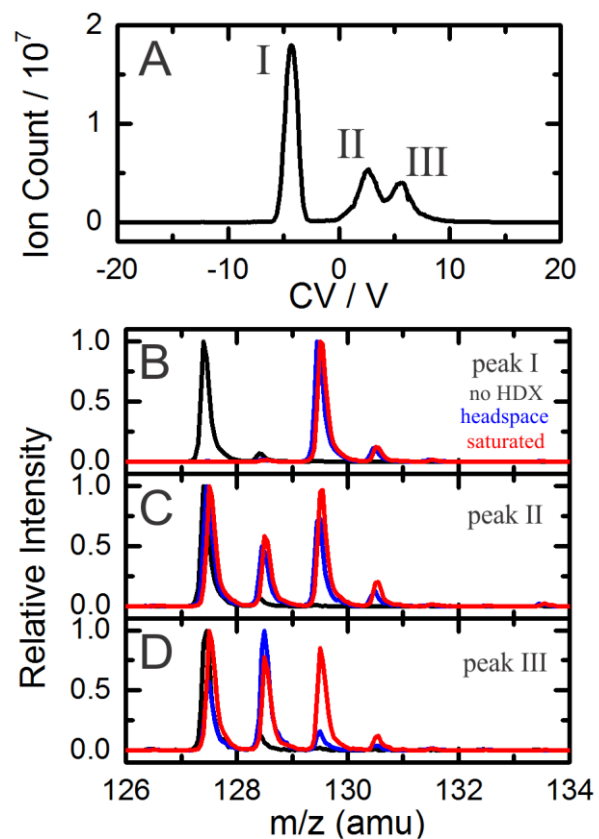 A
I
II
III
Ion Count / 10⁷
2
1
0
-20
-10
0
10
20
CV / V
B
peak I
no HDX
headspace
saturated
1.0
0.5
0.0
C
peak II
1.0
0.5
0.0
D
peak III
1.0
0.5
0.0
Relative Intensity
126
128
130
132
134
m/z (amu)